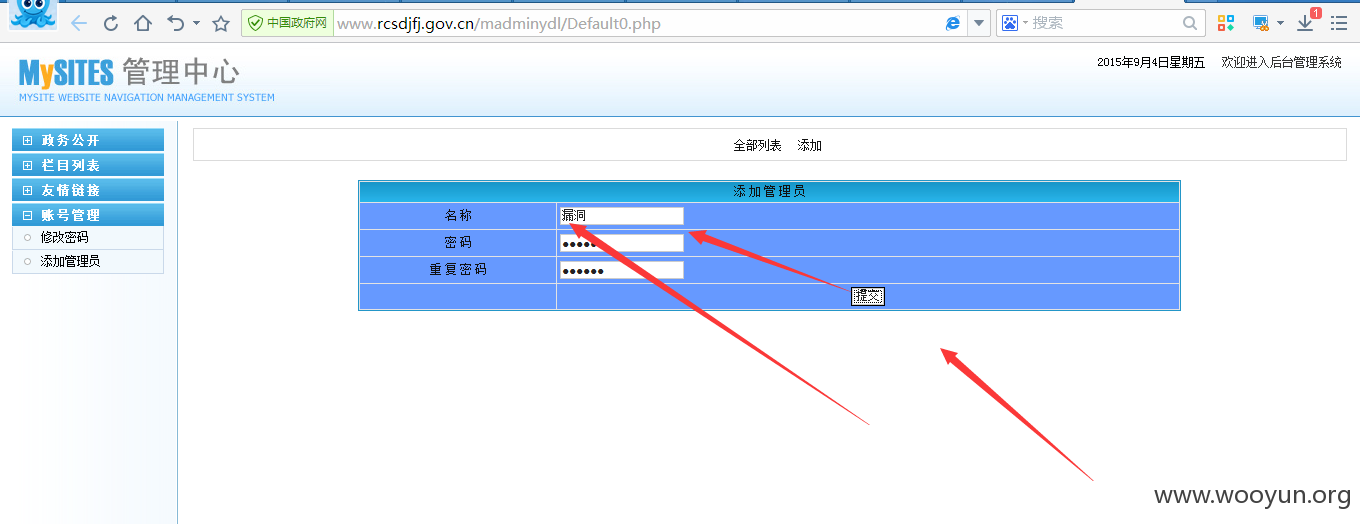 中国政府网 www.rcsdjfj.gov.cn/madminydl/Default0.php 搜索 1
MySITES 管理中心
MYSITE WEBSITE NAVIGATION MANAGEMENT SYSTEM
2015年9月4日星期五 欢迎进入后台管理系统
政务公开
栏目列表
友情链接
账号管理
修改密码
添加管理员
全部列表 添加
添加管理员
名称 漏洞
密码 ●●●●●●
重复密码 ●●●●●●
提交
www.wooyun.org